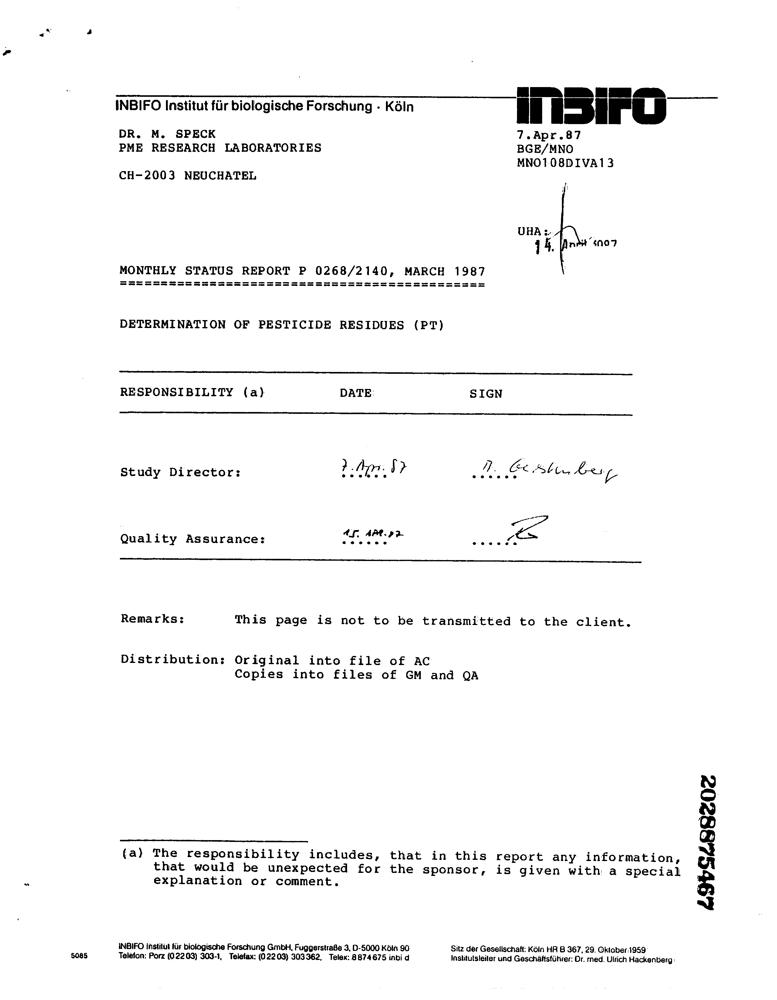 INBIFO Institut für biologische Forschung · Köln
INBIFO
DR. M. SPECK
PME RESEARCH LABORATORIES
CH-2003 NEUCHATEL
7.Apr.87
BGE/MNO
MNO108DIVA13
UHA:
14.
MONTHLY STATUS REPORT P 0268/2140, MARCH 1987
=============================================
DETERMINATION OF PESTICIDE RESIDUES (PT)
RESPONSIBILITY (a) DATE SIGN
Study Director: 7. Apr. 87
Quality Assurance: 15. APR. 87
Remarks: This page is not to be transmitted to the client.
Distribution: Original into file of AC
Copies into files of GM and QA
(a) The responsibility includes, that in this report any information,
that would be unexpected for the sponsor, is given with a special
explanation or comment.
2028875467
5085
INBIFO Institut für biologische Forschung GmbH, Fuggerstraße 3, D-5000 Köln 90
Telefon: Porz (02203) 303-1, Telefax: (02203) 303362, Telex: 8874675 inbi d
Sitz der Gesellschaft: Köln HR B 367, 29. Oktober 1959
Institutsleiter und Geschäftsführer: Dr. med. Ulrich Hackenberg